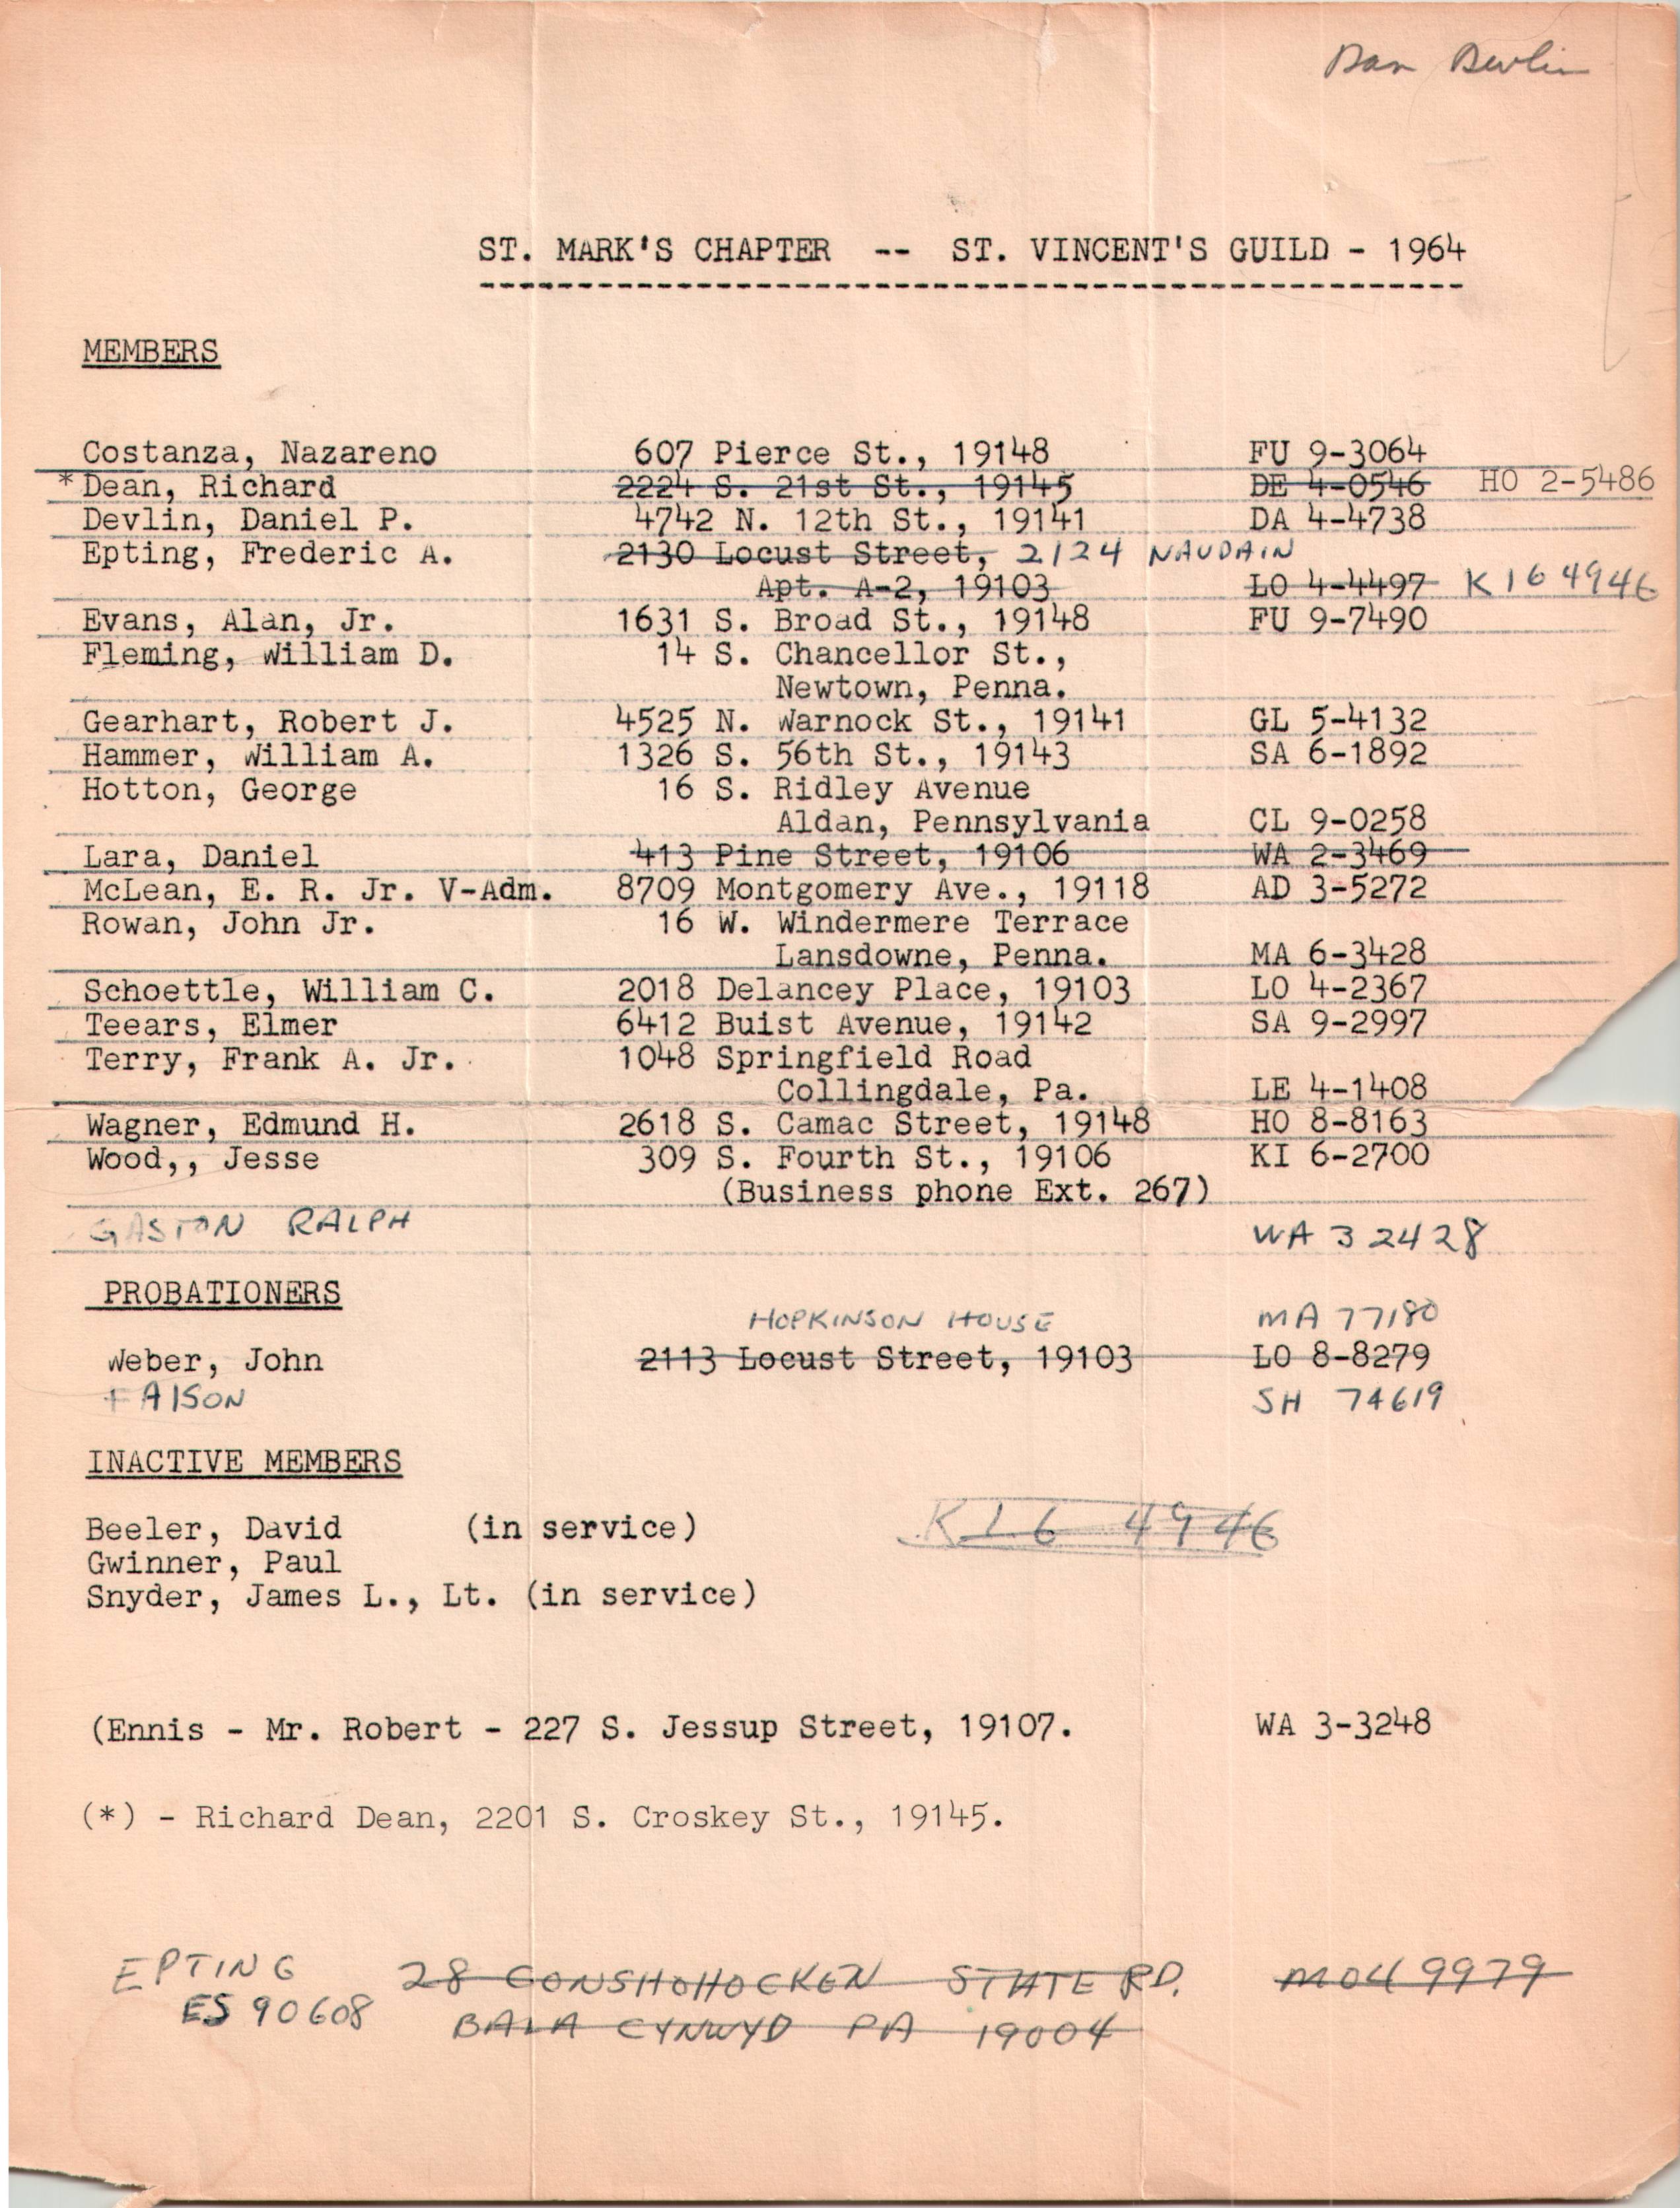 Dan Devlin
ST. MARK'S CHAPTER -- ST. VINCENT'S GUILD - 1964
MEMBERS
Costanza, Nazareno 607 Pierce St., 19148 FU 9-3064
*Dean, Richard 2224 S. 21st St., 19145 DE 4-0546 HO 2-5486
Devlin, Daniel P. 4742 N. 12th St., 19141 DA 4-4738
Epting, Frederic A. 2130 Locust Street, 2124 NAUDAIN
Apt. A-2, 19103 LO 4-4497 KI64946
Evans, Alan, Jr. 1631 S. Broad St., 19148 FU 9-7490
Fleming, William D. 14 S. Chancellor St.,
Newtown, Penna.
Gearhart, Robert J. 4525 N. Warnock St., 19141 GL 5-4132
Hammer, William A. 1326 S. 56th St., 19143 SA 6-1892
Hotton, George 16 S. Ridley Avenue
Aldan, Pennsylvania CL 9-0258
Lara, Daniel 413 Pine Street, 19106 WA 2-3469
McLean, E. R. Jr. V-Adm. 8709 Montgomery Ave., 19118 AD 3-5272
Rowan, John Jr. 16 W. Windermere Terrace
Lansdowne, Penna. MA 6-3428
Schoettle, William C. 2018 Delancey Place, 19103 LO 4-2367
Teears, Elmer 6412 Buist Avenue, 19142 SA 9-2997
Terry, Frank A. Jr. 1048 Springfield Road
Collingdale, Pa. LE 4-1408
Wagner, Edmund H. 2618 S. Camac Street, 19148 HO 8-8163
Wood,, Jesse 309 S. Fourth St., 19106 KI 6-2700
(Business phone Ext. 267)
GASTON RALPH WA 3 2428
PROBATIONERS
HOPKINSON HOUSE MA 77180
Weber, John 2113 Locust Street, 19103 LO 8-8279
FAISON SH 74619
INACTIVE MEMBERS
Beeler, David (in service) KI6 4946
Gwinner, Paul
Snyder, James L., Lt. (in service)
(Ennis - Mr. Robert - 227 S. Jessup Street, 19107. WA 3-3248
(*) - Richard Dean, 2201 S. Croskey St., 19145.
EPTING 28 CONSHOHOCKEN STATE RD. MO4 9979
ES 90608 BALA CYNWYD PA 19004